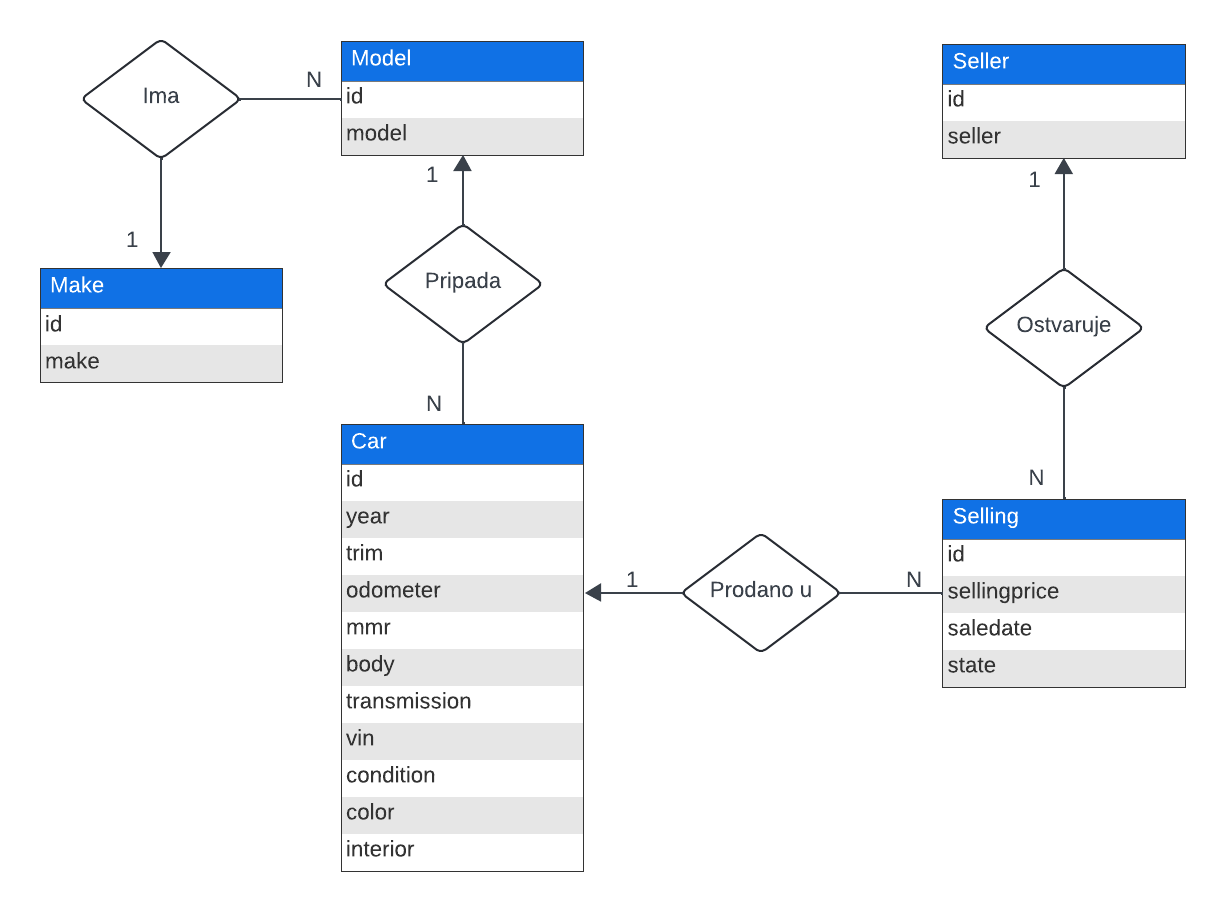 Ima
N
1
Model
id
model
1
Make
id
make
Pripada
N
Car
id
year
trim
odometer
mmr
body
transmission
vin
condition
color
interior
1
Prodano u
N
Seller
id
seller
1
Ostvaruje
N
Selling
id
sellingprice
saledate
state